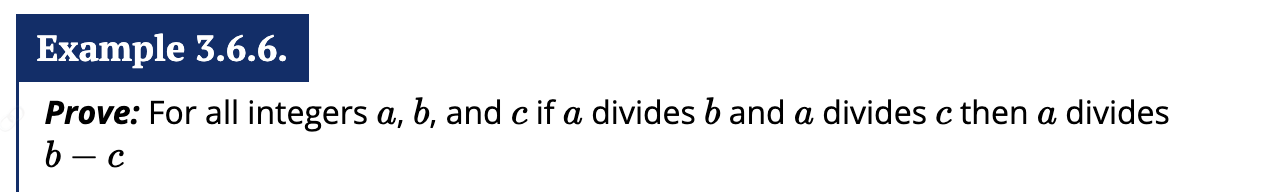 Example 3.6.6.
Prove: For all integers a, b, and c if a divides b and a divides c then a divides
b − c